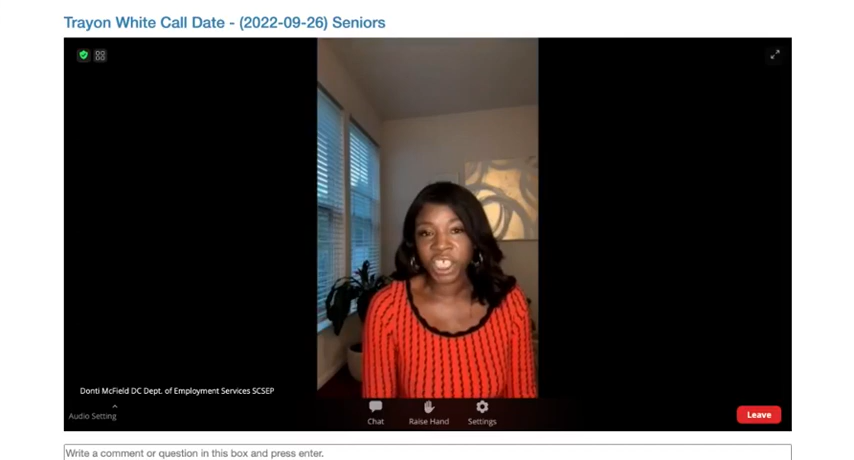 Trayon White Call Date - (2022-09-26) Seniors
Donti McField DC Dept. of Employment Services SCSEP
Audio Setting
Chat
Raise Hand
Settings
Leave
Write a comment or question in this box and press enter.